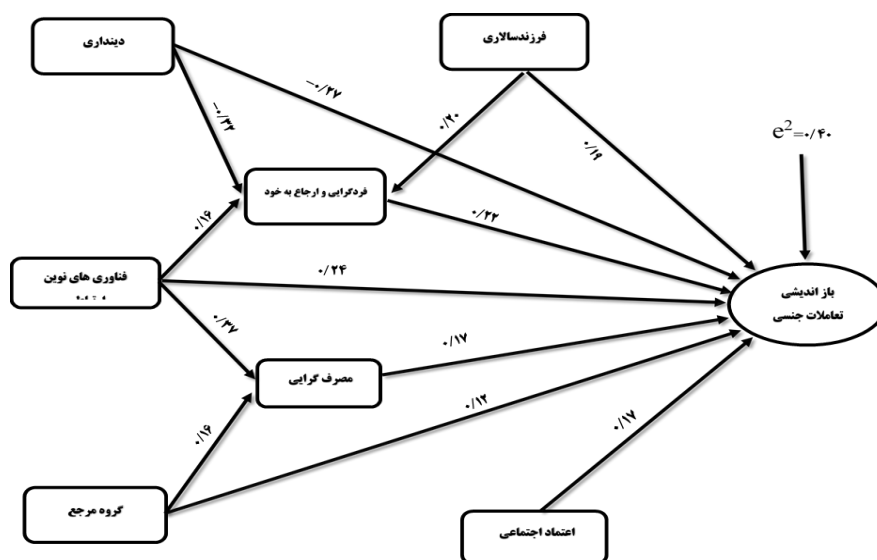 دینداری
فرزندسالاری
-۰/۲۷
-۰/۳۲
۰/۲۰
۰/۱۹
e²=۰/۴۰
فردگرایی و ارجاع به خود
۰/۱۶
۰/۲۲
فناوری های نوین
۰/۲۴
باز اندیشی
تعاملات جنسی
۰/۳۷
۰/۱۷
مصرف گرایی
۰/۱۶
۰/۱۲
۰/۱۷
گروه مرجع
اعتماد اجتماعی